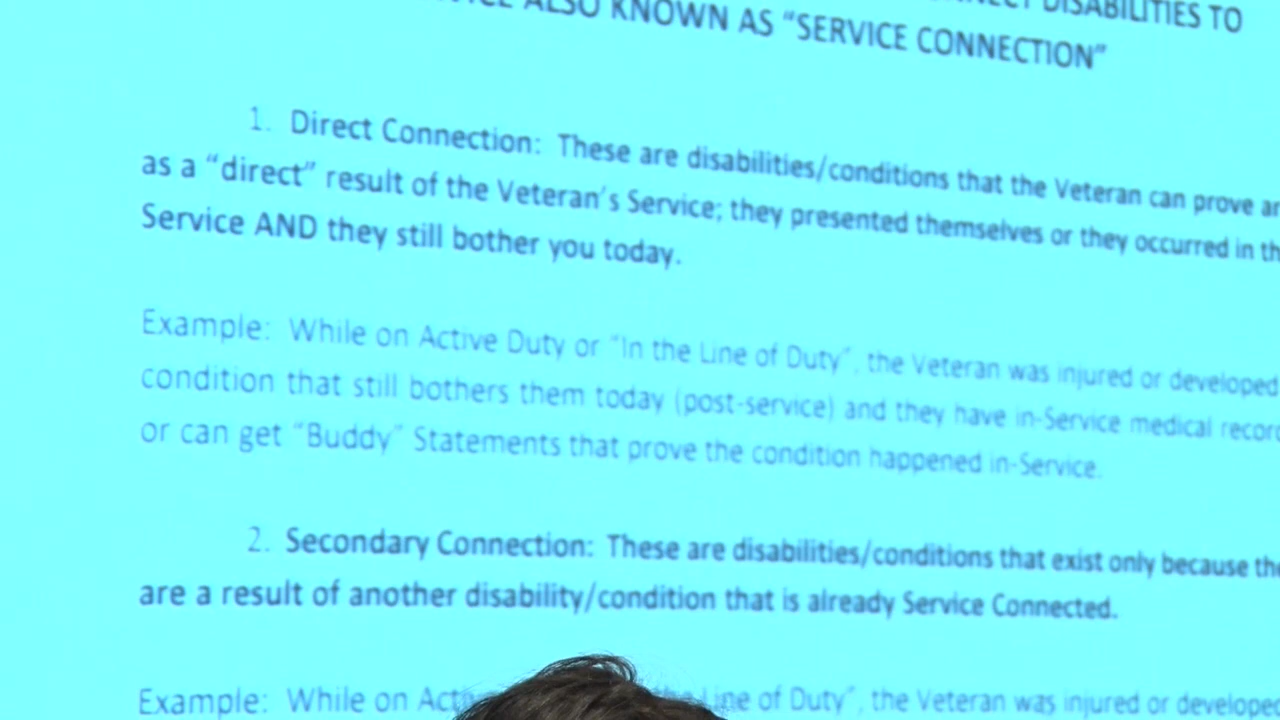 ALSO KNOWN AS "SERVICE CONNECTION" DISABILITIES TO
1. Direct Connection: These are disabilities/conditions that the Veteran can prove
as a "direct" result of the Veteran's Service; they presented themselves or they occurred in
Service AND they still bother you today.
Example: While on Active Duty or "In the Line of Duty", the Veteran was injured or developed
condition that still bothers them today (post-service) and they have in-Service medical
or can get "Buddy" Statements that prove the condition happened in-Service.
2. Secondary Connection: These are disabilities/conditions that exist only because
are a result of another disability/condition that is already Service Connected.
Example: While on Line of Duty", the Veteran was injured or developed